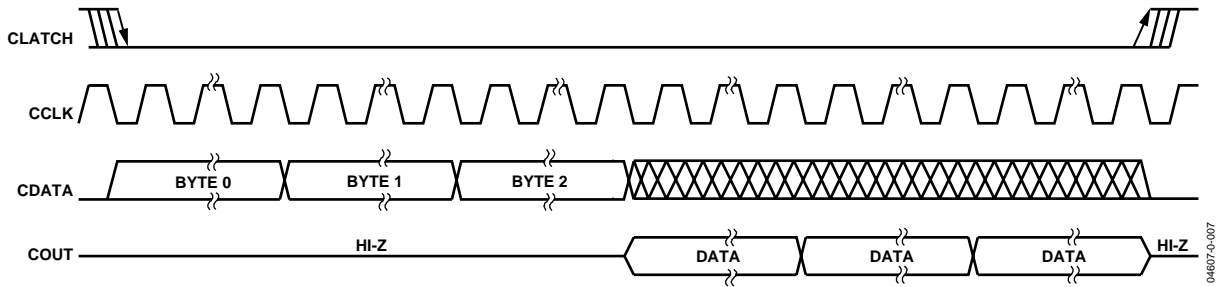 CLATCH
CCLK
CDATA
BYTE 0
BYTE 1
BYTE 2
COUT
HI-Z
DATA
DATA
DATA
HI-Z
04607-0-007